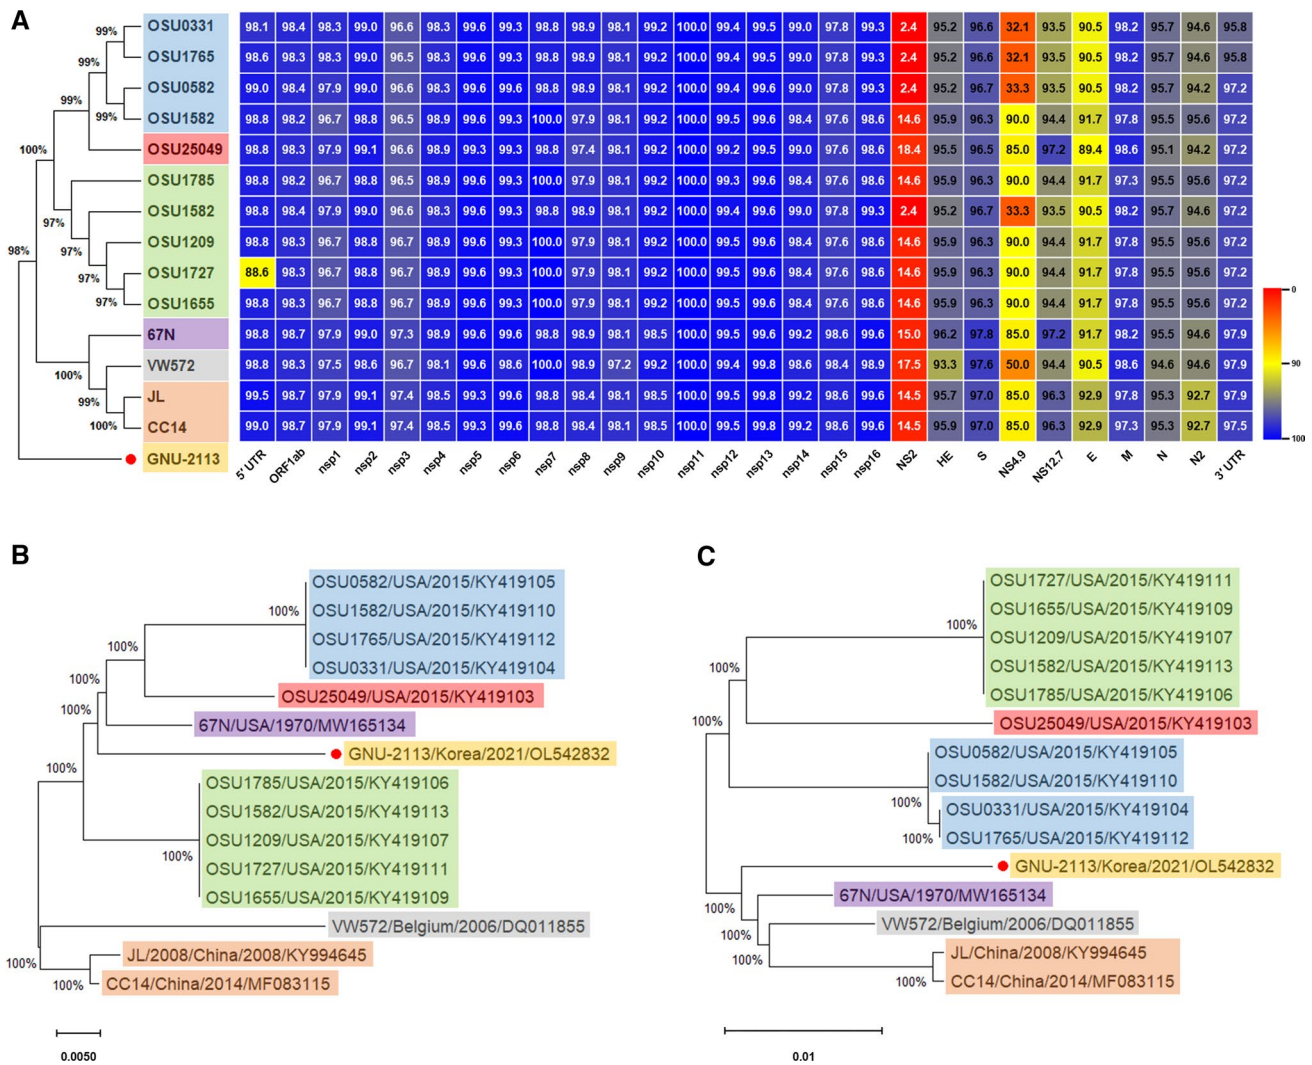 A
OSU0331 98.1 98.4 98.3 99.0 96.6 98.3 99.6 99.3 98.8 98.9 98.1 99.2 100.0 99.4 99.5 99.0 97.8 99.3 2.4 95.2 96.6 32.1 93.5 90.5 98.2 95.7 94.6 95.8
OSU1765 98.6 98.3 98.3 99.0 96.5 98.3 99.6 99.3 98.8 98.9 98.1 99.2 100.0 99.4 99.5 99.0 97.8 99.3 2.4 95.2 96.6 32.1 93.5 90.5 98.2 95.7 94.6 95.8
OSU0582 99.0 98.4 97.9 99.0 96.6 98.3 99.6 99.3 98.8 98.9 98.1 99.2 100.0 99.4 99.6 99.0 97.8 99.3 2.4 95.2 96.7 33.3 93.5 90.5 98.2 95.7 94.2 97.2
OSU1582 98.8 98.2 96.7 98.8 96.5 98.9 99.6 99.3 100.0 97.9 98.1 99.2 100.0 99.5 99.6 98.4 97.6 98.6 14.6 95.9 96.3 90.0 94.4 91.7 97.8 95.5 95.6 97.2
OSU25049 98.8 98.3 97.9 99.1 96.6 98.9 99.3 99.3 98.8 97.4 98.1 99.2 100.0 99.2 99.5 99.0 98.6 98.6 18.4 95.5 96.5 85.0 97.2 89.4 98.6 95.1 94.2 97.2
OSU1785 98.8 98.2 96.7 98.8 96.5 98.9 99.6 99.3 100.0 97.9 98.1 99.2 100.0 99.3 99.6 98.4 97.6 98.6 14.6 95.9 96.3 90.0 94.4 91.7 97.3 95.5 95.6 97.2
OSU1582 98.8 98.4 97.9 99.0 96.6 98.3 99.6 99.3 98.8 98.9 98.1 99.2 100.0 99.4 99.6 99.0 97.8 99.3 2.4 95.2 96.7 33.3 93.5 90.5 98.2 95.7 94.6 97.2
OSU1209 98.8 98.3 96.7 98.8 96.7 98.9 99.6 99.3 100.0 97.9 98.1 99.2 100.0 99.5 99.6 98.4 97.6 98.6 14.6 95.9 96.3 90.0 94.4 91.7 97.8 95.5 95.6 97.2
OSU1727 88.6 98.3 96.7 98.8 96.7 98.9 99.6 99.3 100.0 97.9 98.1 99.2 100.0 99.5 99.6 98.4 97.6 98.6 14.6 95.9 96.3 90.0 94.4 91.7 97.8 95.5 95.6 97.2
OSU1655 98.8 98.3 96.7 98.8 96.7 98.9 99.6 99.3 100.0 97.9 98.1 99.2 100.0 99.5 99.6 98.4 97.6 98.6 14.6 95.9 96.3 90.0 94.4 91.7 97.8 95.5 95.6 97.2
67N 98.8 98.7 97.9 99.0 97.3 98.9 99.6 99.6 98.8 98.9 98.1 98.5 100.0 99.5 99.6 99.2 98.6 99.6 15.0 96.2 97.8 85.0 97.2 91.7 98.2 95.5 94.6 97.9
VW572 98.8 98.3 97.5 98.6 96.7 98.1 99.6 98.6 100.0 98.9 97.2 99.2 100.0 99.4 99.8 98.6 98.4 98.9 17.5 93.3 97.6 50.0 94.4 90.5 98.6 94.6 94.6 97.9
JL 99.5 98.7 97.9 99.1 97.4 98.5 99.3 99.6 98.8 98.4 98.1 98.5 100.0 99.5 99.8 99.2 98.6 99.6 14.5 95.7 97.0 85.0 96.3 92.9 97.8 95.5 92.7 97.9
CC14 99.0 98.7 97.9 99.1 97.4 98.5 99.3 99.6 98.8 98.4 98.1 98.5 100.0 99.5 99.8 99.2 98.6 99.6 14.5 95.9 97.0 85.0 96.3 92.9 97.3 95.3 92.7 97.5
GNU-2113
5' UTR ORF1ab nsp1 nsp2 nsp3 nsp4 nsp5 nsp6 nsp7 nsp8 nsp9 nsp10 nsp11 nsp12 nsp13 nsp14 nsp15 nsp16 NS2 HE S NS4.9 NS12.7 E M N N2 3' UTR
99%
99%
99%
99%
99%
100%
97%
97%
97%
97%
98%
100%
99%
100%
0
90
100
B
OSU0582/USA/2015/KY419105
OSU1582/USA/2015/KY419110
100%
OSU1765/USA/2015/KY419112
OSU0331/USA/2015/KY419104
100%
100%
OSU25049/USA/2015/KY419103
100%
67N/USA/1970/MW165134
GNU-2113/Korea/2021/OL542832
100%
OSU1785/USA/2015/KY419106
OSU1582/USA/2015/KY419113
OSU1209/USA/2015/KY419107
100%
OSU1727/USA/2015/KY419111
OSU1655/USA/2015/KY419109
VW572/Belgium/2006/DQ011855
JL/2008/China/2008/KY994645
100%
CC14/China/2014/MF083115
100%
0.0050
C
OSU1727/USA/2015/KY419111
OSU1655/USA/2015/KY419109
OSU1209/USA/2015/KY419107
100%
OSU1582/USA/2015/KY419113
OSU1785/USA/2015/KY419106
100%
OSU25049/USA/2015/KY419103
100%
OSU0582/USA/2015/KY419105
OSU1582/USA/2015/KY419110
100%
OSU0331/USA/2015/KY419104
OSU1765/USA/2015/KY419112
100%
GNU-2113/Korea/2021/OL542832
67N/USA/1970/MW165134
100%
VW572/Belgium/2006/DQ011855
JL/China/2008/KY994645
100%
CC14/China/2014/MF083115
100%
0.01